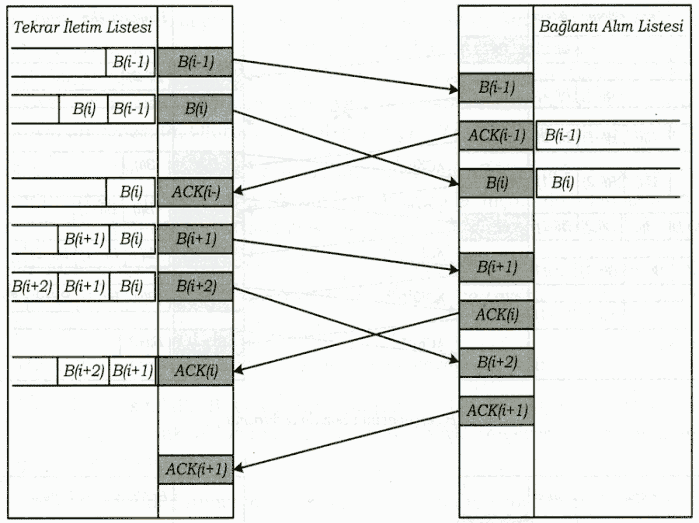 Tekrar İletim Listesi
B(i-1) B(i-1)
B(i) B(i-1) B(i)
B(i) ACK(i-)
B(i+1) B(i) B(i+1)
B(i+2) B(i+1) B(i) B(i+2)
B(i+2) B(i+1) ACK(i)
ACK(i+1)
Bağlantı Alım Listesi
B(i-1)
ACK(i-1) B(i-1)
B(i) B(i)
B(i+1)
ACK(i)
B(i+2)
ACK(i+1)